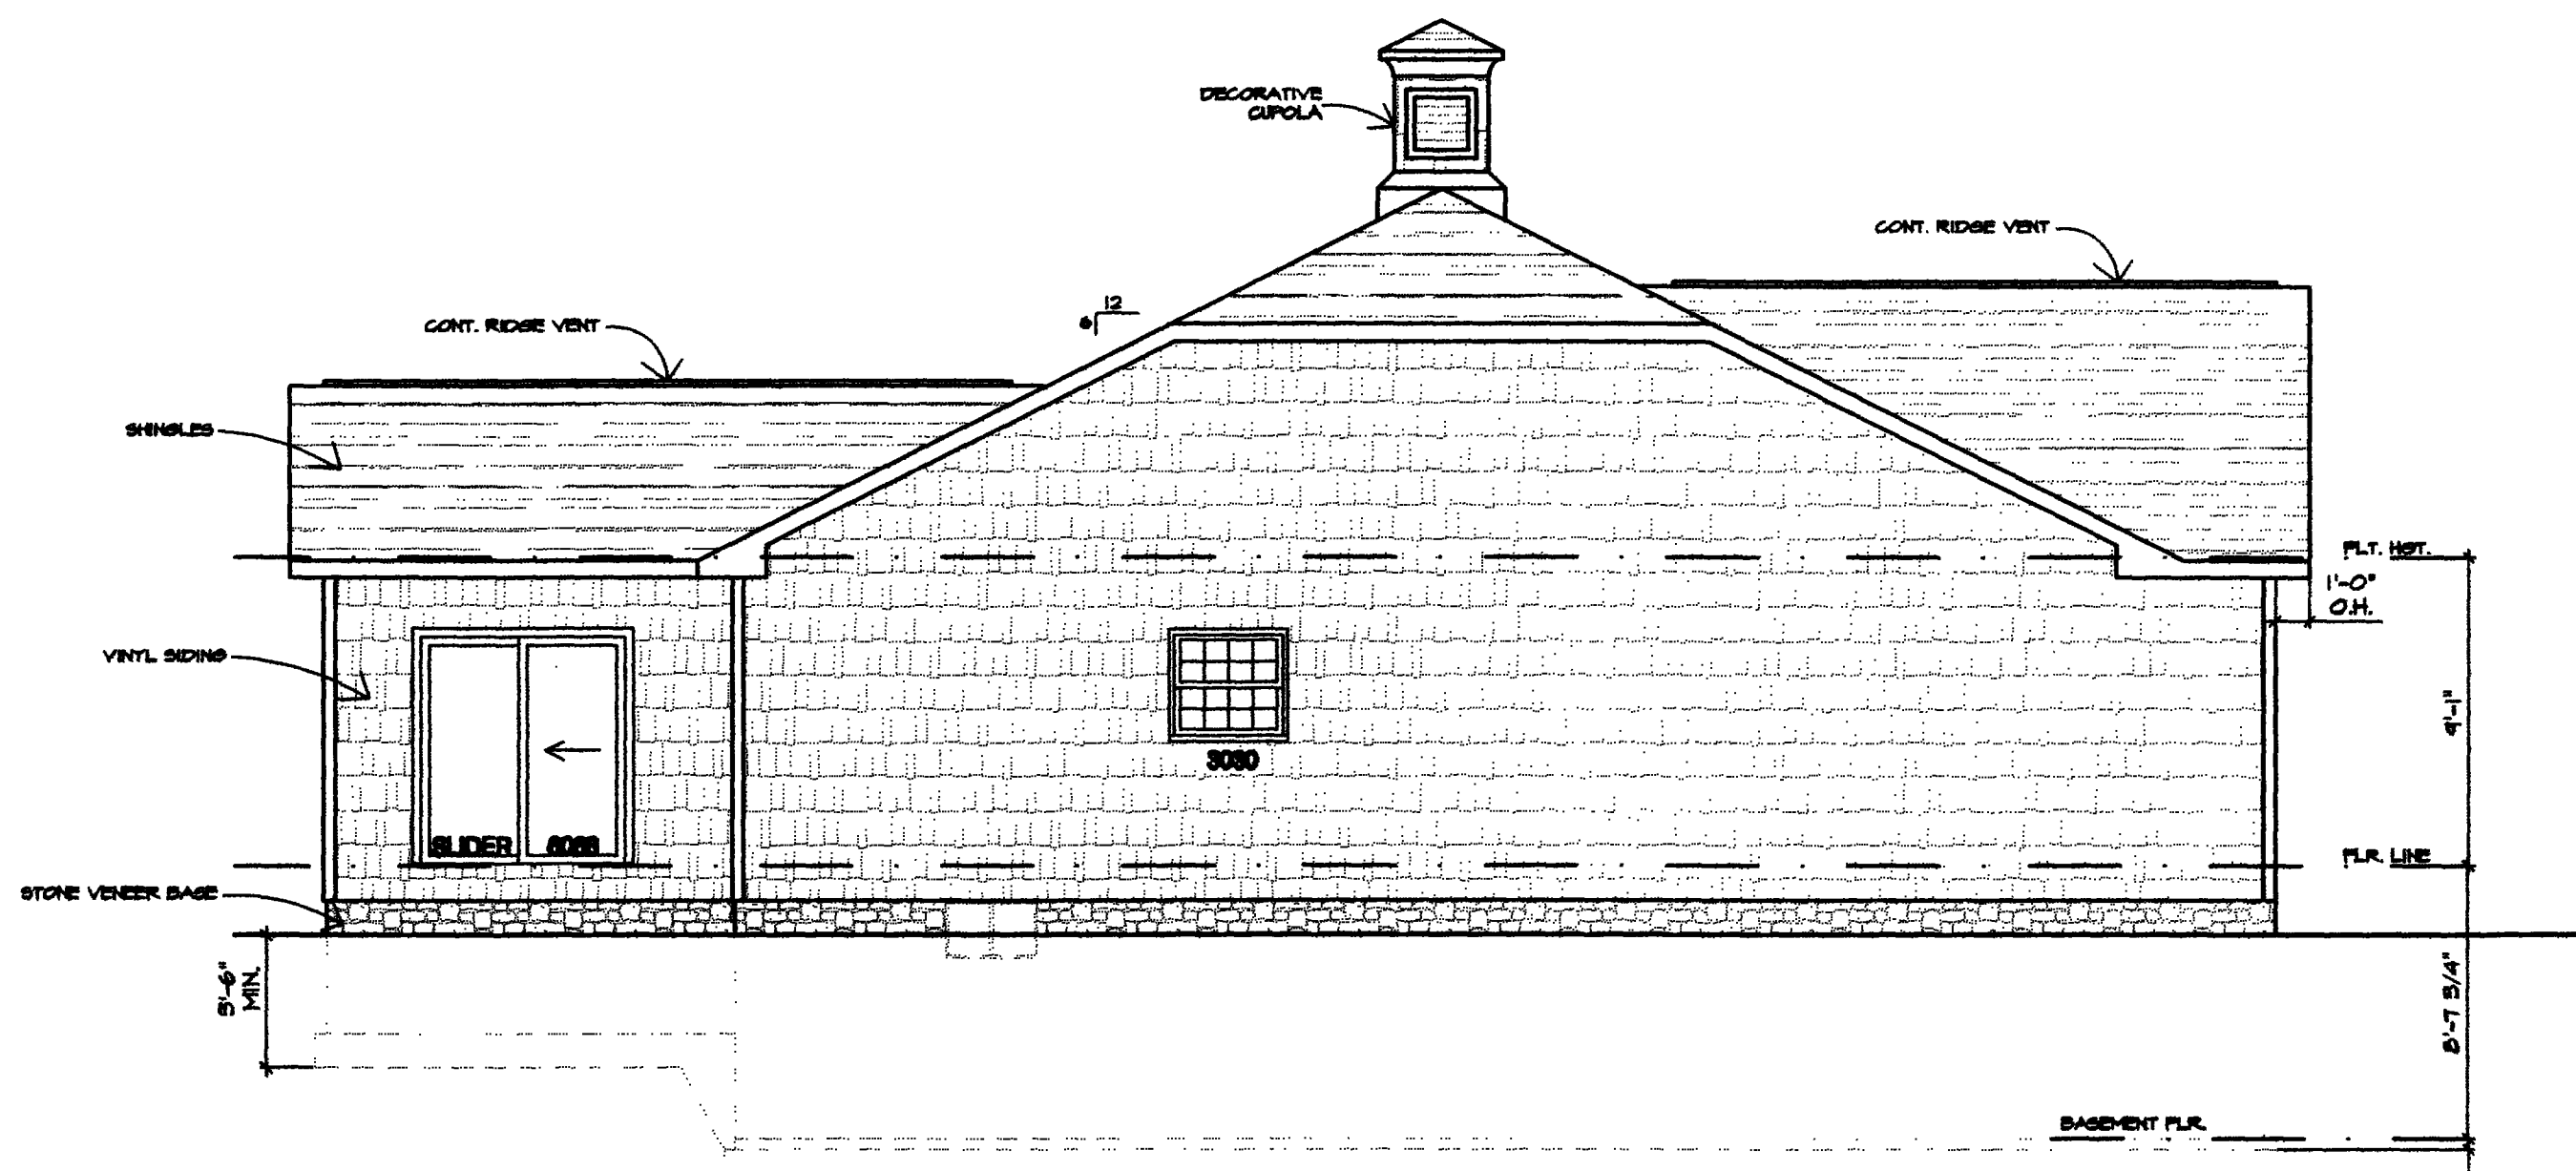 DECORATIVE
CUPOLA
CONT. RIDGE VENT
12
6
CONT. RIDGE VENT
SHINGLES
PLT. HGT.
1'-0"
O.H.
VINYL SIDING
9'-1"
3030
SLIDER 6068
FLR. LINE
STONE VENEER BASE
3'-6"
MIN.
8'-7 3/4"
BASEMENT FLR.